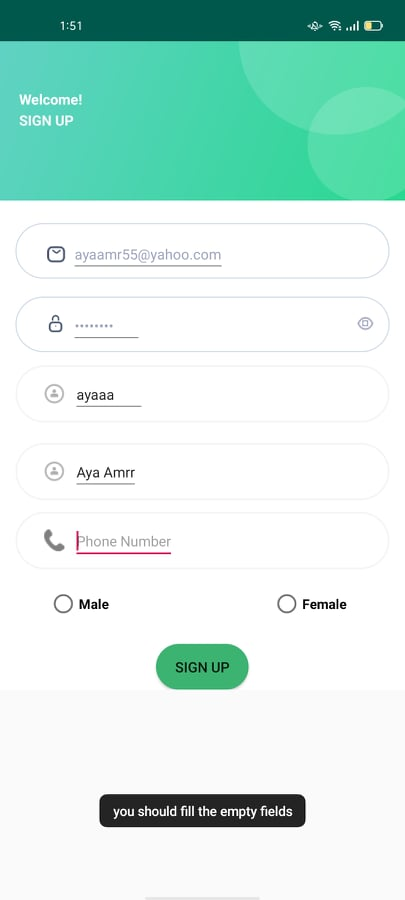 1:51
Welcome!
SIGN UP
ayaamr55@yahoo.com
••••••••
ayaaa
Aya Amrr
Phone Number
Male Female
SIGN UP
you should fill the empty fields